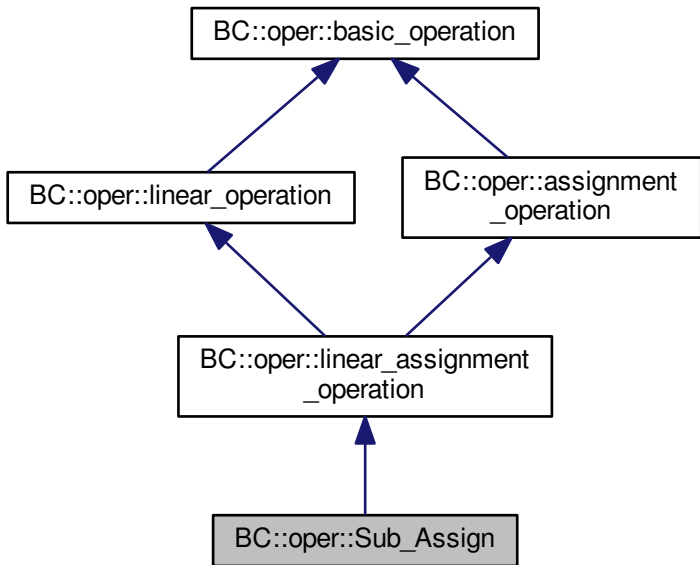 BC::oper::basic_operation
BC::oper::linear_operation
BC::oper::assignment
_operation
BC::oper::linear_assignment
_operation
BC::oper::Sub_Assign